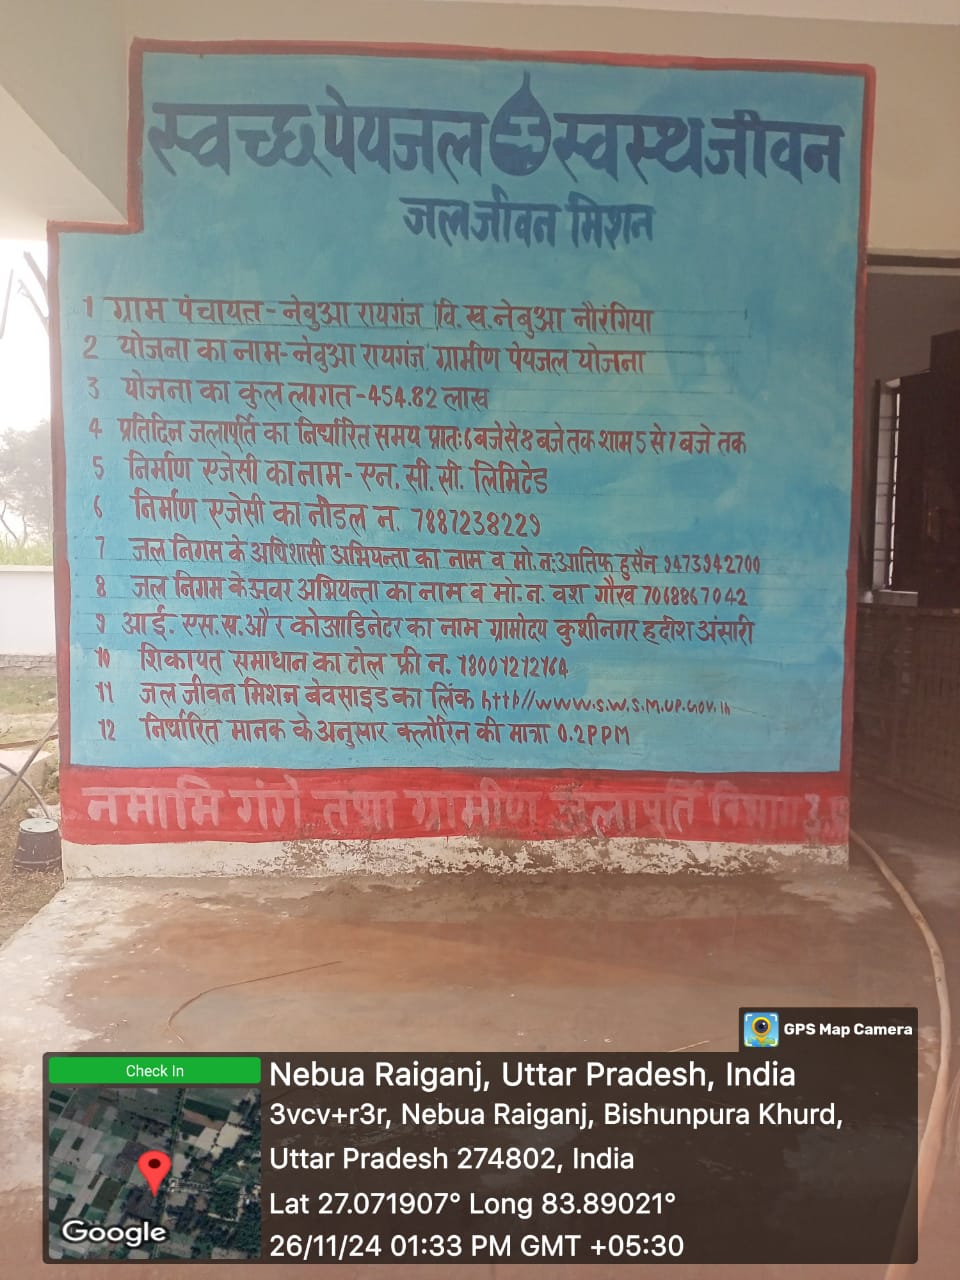 स्वच्छ पेयजल स्वस्थ जीवन
जल जीवन मिशन
1 ग्राम पंचायत - नेबुआ रायगंज वि. ख. नेबुआ नौरंगिया
2 योजना का नाम - नेबुआ रायगंज ग्रामीण पेयजल योजना
3 योजना का कुल लागत - 454.82 लाख
4 प्रतिदिन जलापूर्ति का निर्धारित समय प्रातः 6 बजे से 8 बजे तक शाम 5 से 7 बजे तक
5 निर्माण एजेंसी का नाम - एन. सी. सी. लिमिटेड
6 निर्माण एजेसी का नोडल न. 7887238229
7 जल निगम के अधिशासी अभियन्ता का नाम व मो. न: आतिफ हुसैन 9473942700
8 जल निगम के अवर अभियन्ता का नाम व मो. न. वश गौरव 7068867042
9 आई. एस. ए. और कोआडिनेटर का नाम ग्रामोदय कुशीनगर हदीश अंसारी
10 शिकायत समाधान का टोल फ्री न. 18001212164
11 जल जीवन मिशन बेवसाइड का लिंक http//www.s.w.s.m.up.gov.in
12 निर्धारित मानक के अनुसार क्लोरिन की मात्रा 0.2PPM
नमामि गंगे तथा ग्रामीण जलापूर्ति विभाग उ.प्र
GPS Map Camera
Check In
Nebua Raiganj, Uttar Pradesh, India
3vcv+r3r, Nebua Raiganj, Bishunpura Khurd,
Uttar Pradesh 274802, India
Lat 27.071907° Long 83.89021°
26/11/24 01:33 PM GMT +05:30
Google